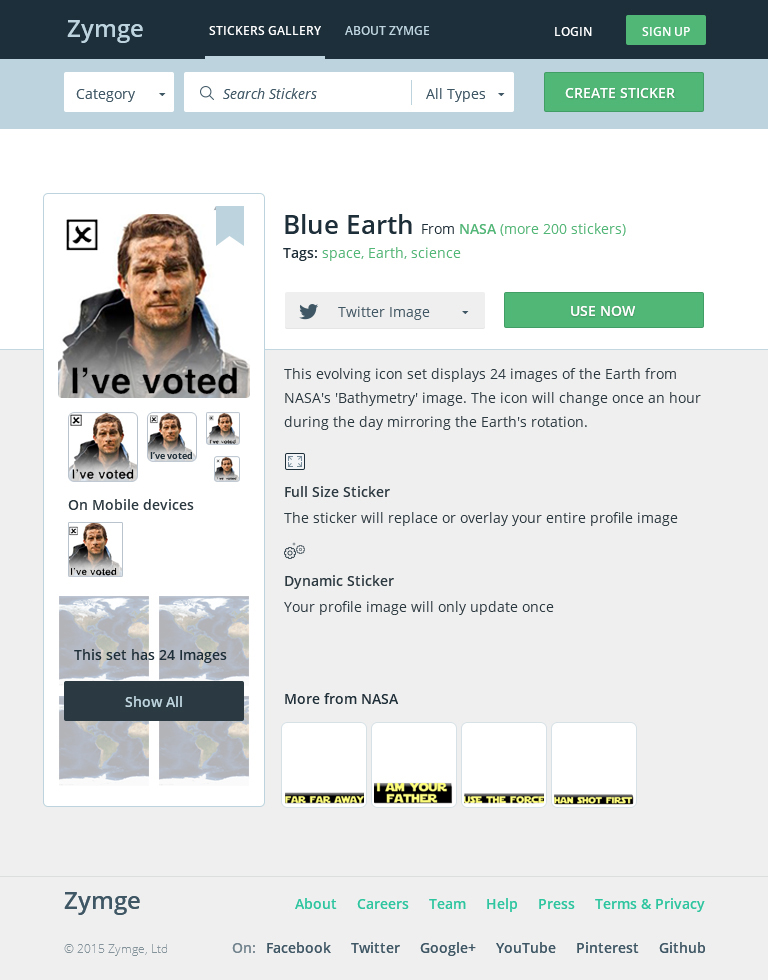 Zymge
STICKERS GALLERY
ABOUT ZYMGE
LOGIN
SIGN UP
Category
Search Stickers
All Types
CREATE STICKER
I've voted
Blue Earth From NASA (more 200 stickers)
Tags: space, Earth, science
Twitter Image
USE NOW
This evolving icon set displays 24 images of the Earth from
NASA's 'Bathymetry' image. The icon will change once an hour
during the day mirroring the Earth's rotation.
Full Size Sticker
The sticker will replace or overlay your entire profile image
Dynamic Sticker
Your profile image will only update once
I've voted
I've voted
I've voted
I've voted
On Mobile devices
I've voted
This set has 24 Images
Show All
More from NASA
FAR FAR AWAY
I AM YOUR
FATHER
USE THE FORCE
HAN SHOT FIRST
Zymge
About
Careers
Team
Help
Press
Terms & Privacy
© 2015 Zymge, Ltd
On: Facebook
Twitter
Google+
YouTube
Pinterest
Github